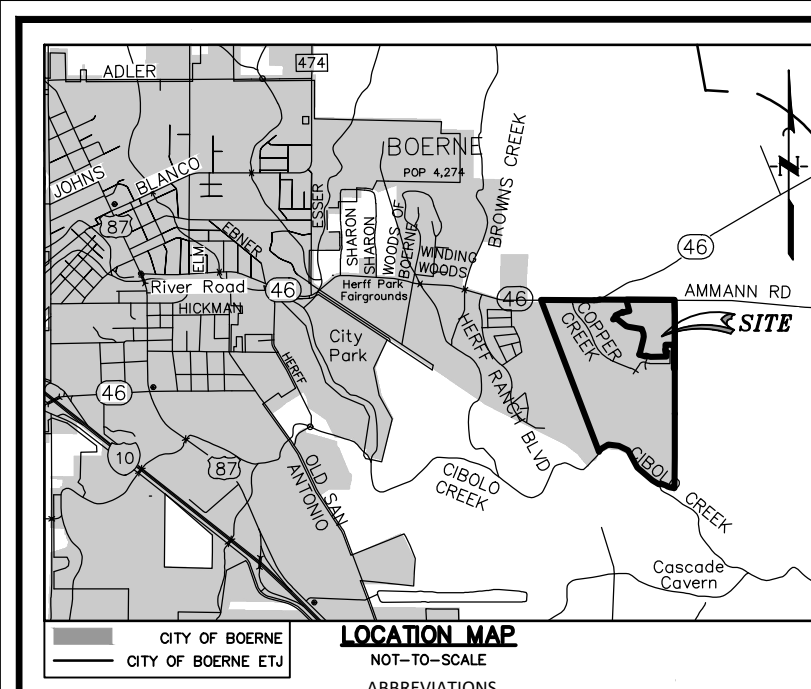 ADLER
474
BOERNE
POP 4,274
BROWNS CREEK
JOHNS
BLANCO
87
ESSER
SHARON
SHARON
WOODS OF
BOERNE
WINDING
WOODS
ELM
EBNER
N
46
River Road
46
Herff Park
Fairgrounds
46
AMMANN RD
HICKMAN
City
Park
COPPER
CREEK
SITE
HERFF
HERFF RANCH BLVD
46
10
87
OLD SAN
ANTONIO
CIBOLO
CREEK
CIBOLO CREEK
Cascade
Cavern
CITY OF BOERNE
CITY OF BOERNE ETJ
LOCATION MAP
NOT-TO-SCALE
ABBREVIATIONS